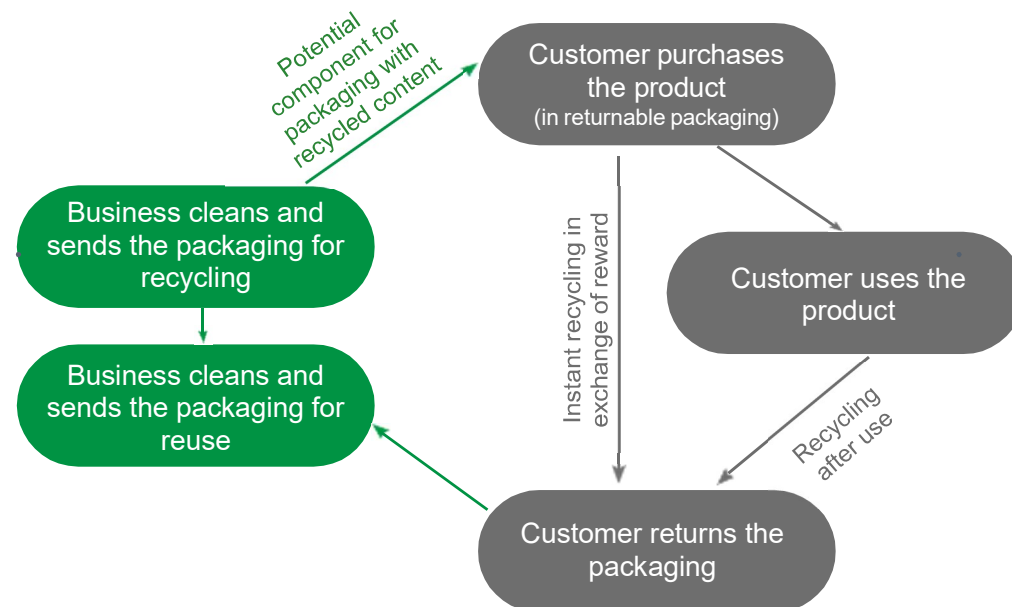 Potential
component for
packaging with
recycled content
Customer purchases
the product
(in returnable packaging)
Business cleans and
sends the packaging for
recycling
Instant recycling in
exchange of reward
Customer uses the
product
Business cleans and
sends the packaging for
reuse
Recycling
after use
Customer returns the
packaging